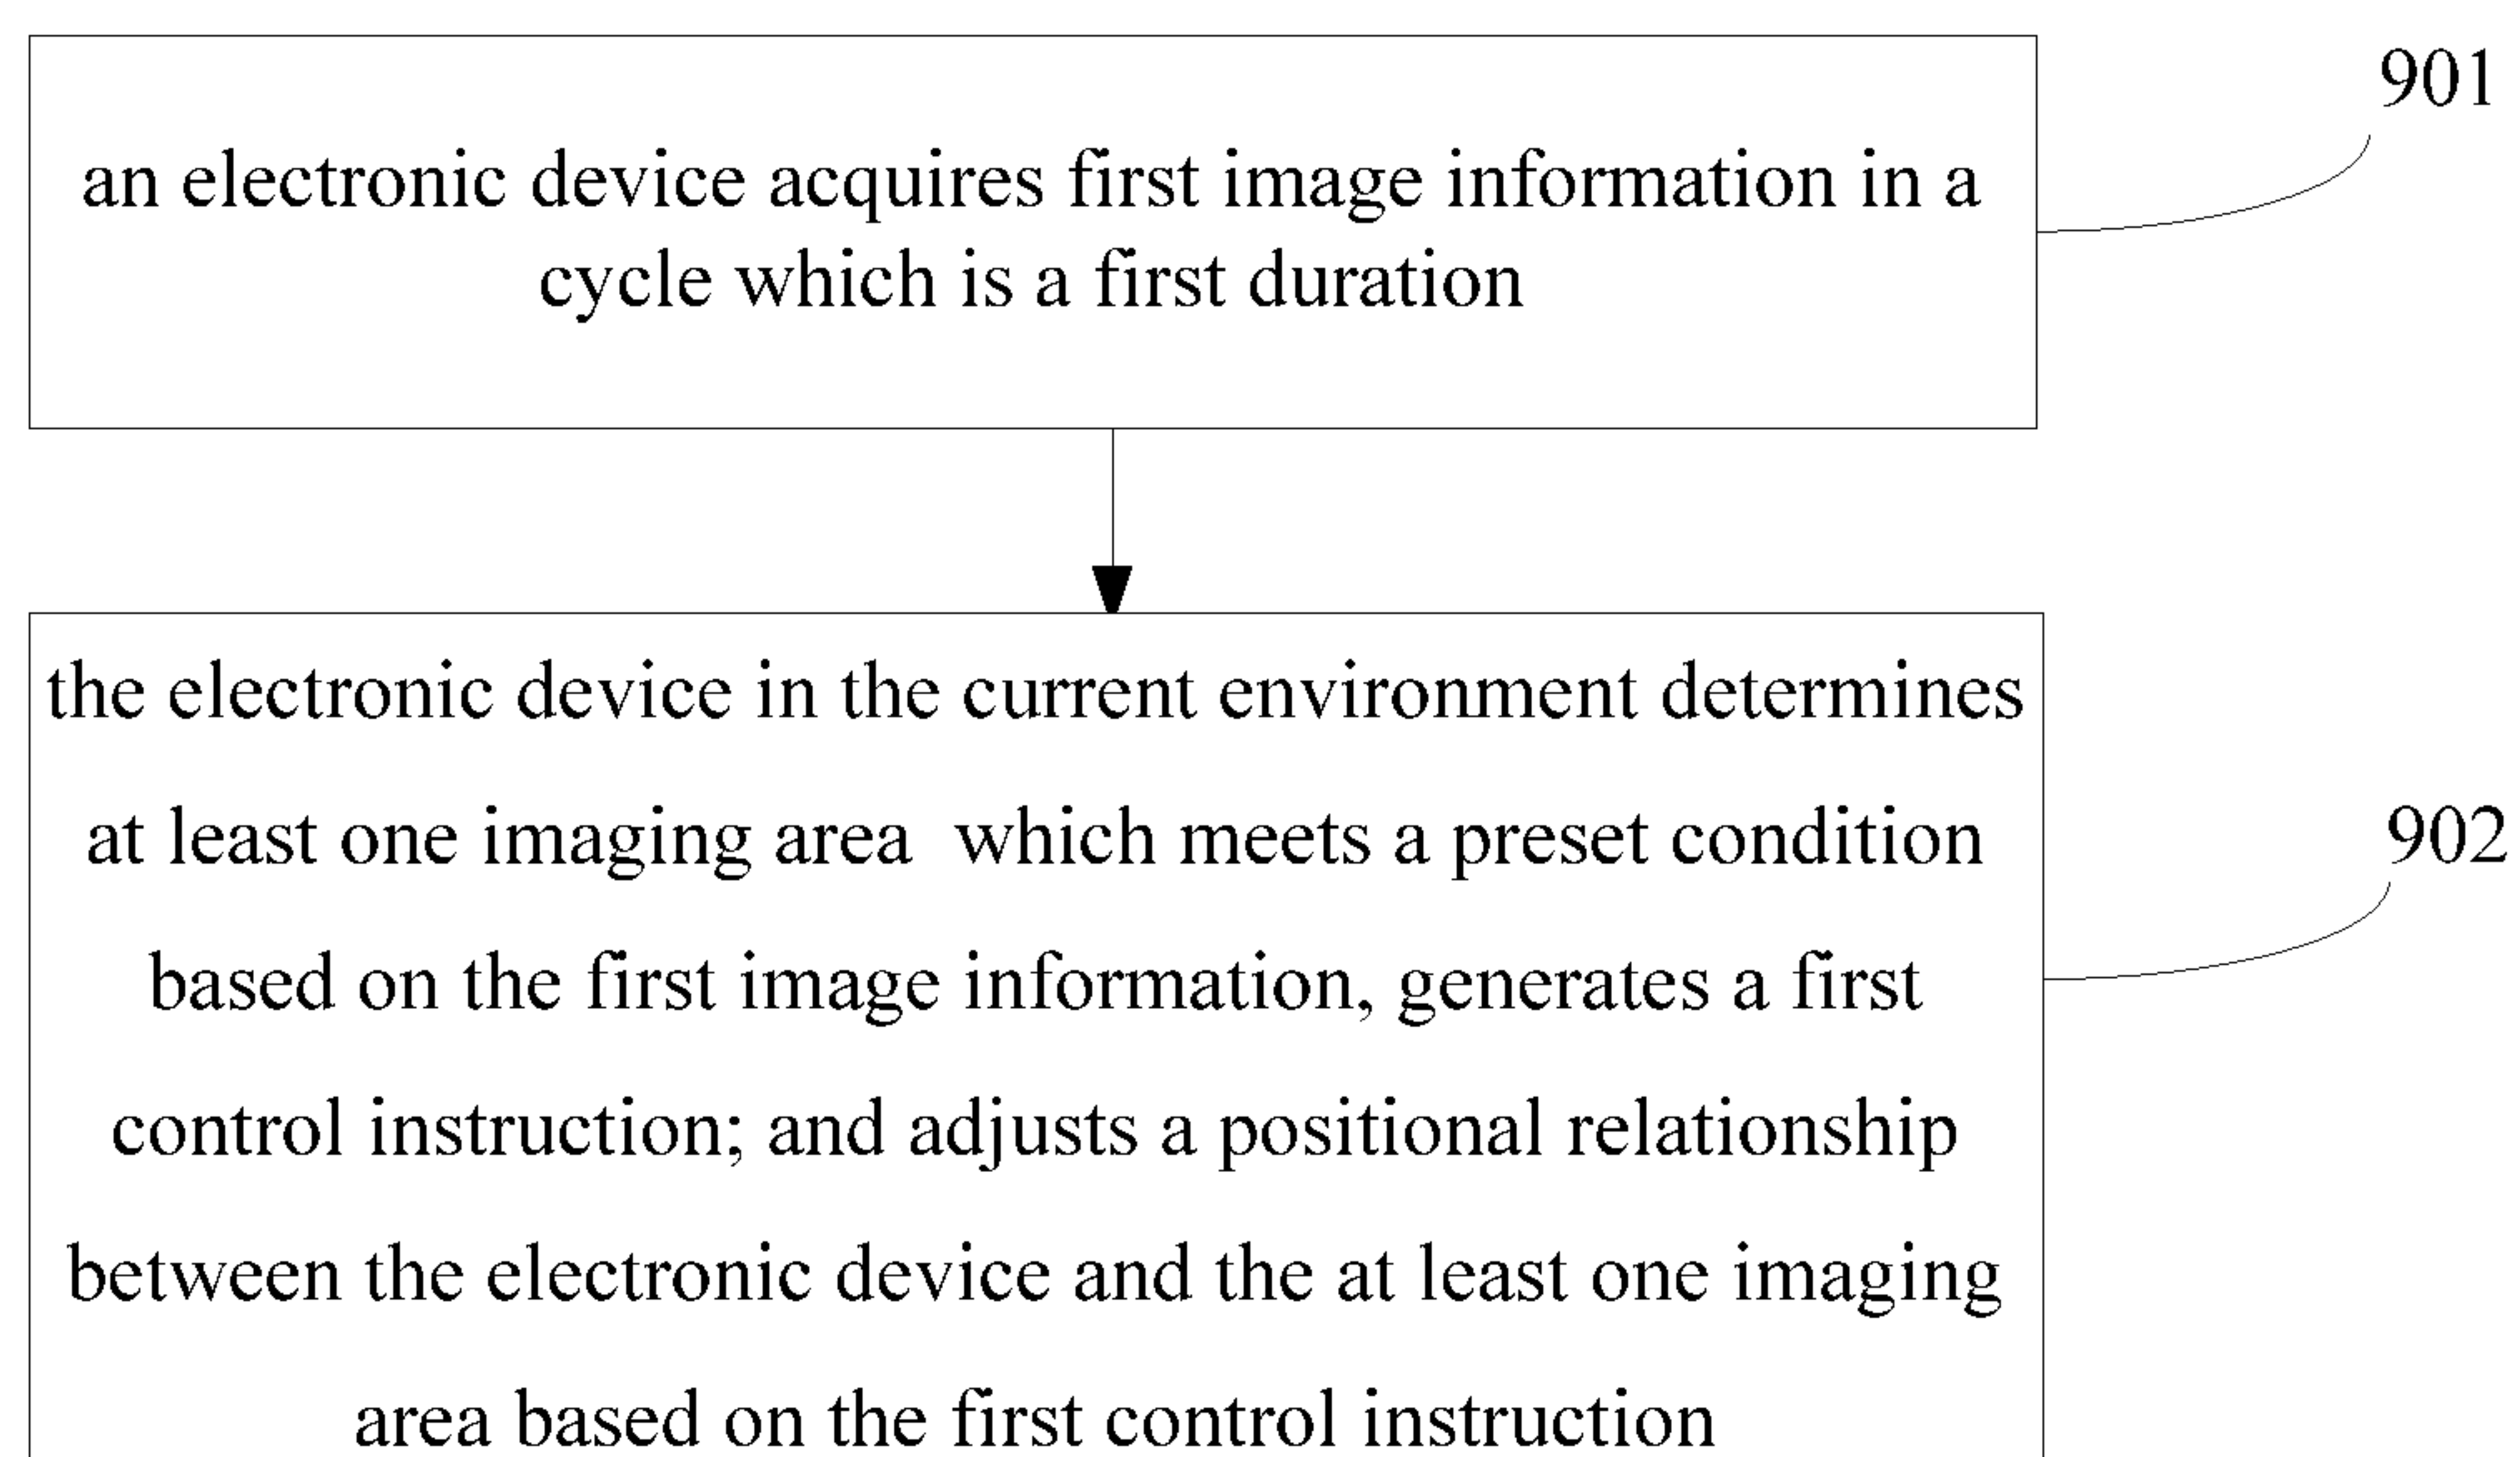 901
an electronic device acquires first image information in a
cycle which is a first duration
the electronic device in the current environment determines
at least one imaging area  which meets a preset condition
902
based on the first image information, generates a first
control instruction; and adjusts a positional relationship
between the electronic device and the at least one imaging
area based on the first control instruction